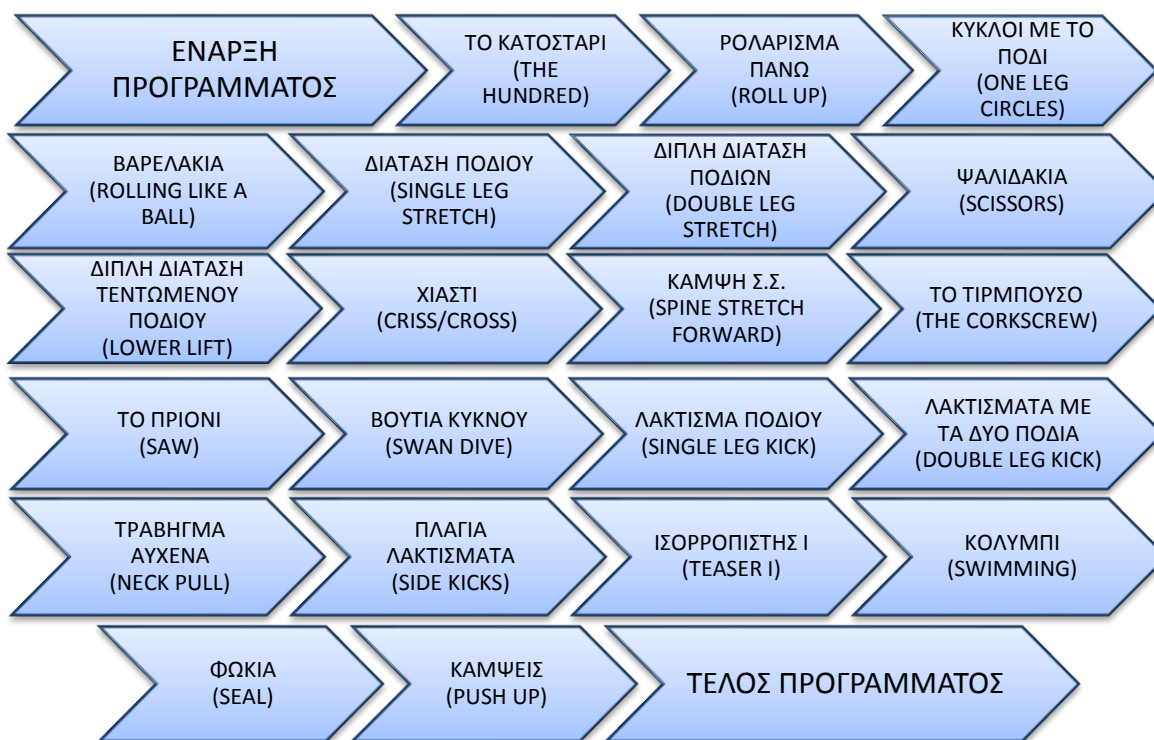 ΕΝΑΡΞΗ
ΠΡΟΓΡΑΜΜΑΤΟΣ
ΤΟ ΚΑΤΟΣΤΑΡΙ
(THE
HUNDRED)
ΡΟΛΑΡΙΣΜΑ
ΠΑΝΩ
(ROLL UP)
ΚΥΚΛΟΙ ΜΕ ΤΟ
ΠΟΔΙ
(ONE LEG
CIRCLES)
ΒΑΡΕΛΑΚΙΑ
(ROLLING LIKE A
BALL)
ΔΙΑΤΑΣΗ ΠΟΔΙΟΥ
(SINGLE LEG
STRETCH)
ΔΙΠΛΗ ΔΙΑΤΑΣΗ
ΠΟΔΙΩΝ
(DOUBLE LEG
STRETCH)
ΨΑΛΙΔΑΚΙΑ
(SCISSORS)
ΔΙΠΛΗ ΔΙΑΤΑΣΗ
ΤΕΝΤΩΜΕΝΟΥ
ΠΟΔΙΟΥ
(LOWER LIFT)
ΧΙΑΣΤΙ
(CRISS/CROSS)
ΚΑΜΨΗ Σ.Σ.
(SPINE STRETCH
FORWARD)
ΤΟ ΤΙΡΜΠΟΥΣΟ
(THE CORKSCREW)
ΤΟ ΠΡΙΟΝΙ
(SAW)
ΒΟΥΤΙΑ ΚΥΚΝΟΥ
(SWAN DIVE)
ΛΑΚΤΙΣΜΑ ΠΟΔΙΟΥ
(SINGLE LEG KICK)
ΛΑΚΤΙΣΜΑΤΑ ΜΕ
ΤΑ ΔΥΟ ΠΟΔΙΑ
(DOUBLE LEG KICK)
ΤΡΑΒΗΓΜΑ
ΑΥΧΕΝΑ
(NECK PULL)
ΠΛΑΓΙΑ
ΛΑΚΤΙΣΜΑΤΑ
(SIDE KICKS)
ΙΣΟΡΡΟΠΙΣΤΗΣ Ι
(TEASER I)
ΚΟΛΥΜΠΙ
(SWIMMING)
ΦΩΚΙΑ
(SEAL)
ΚΑΜΨΕΙΣ
(PUSH UP)
ΤΕΛΟΣ ΠΡΟΓΡΑΜΜΑΤΟΣ